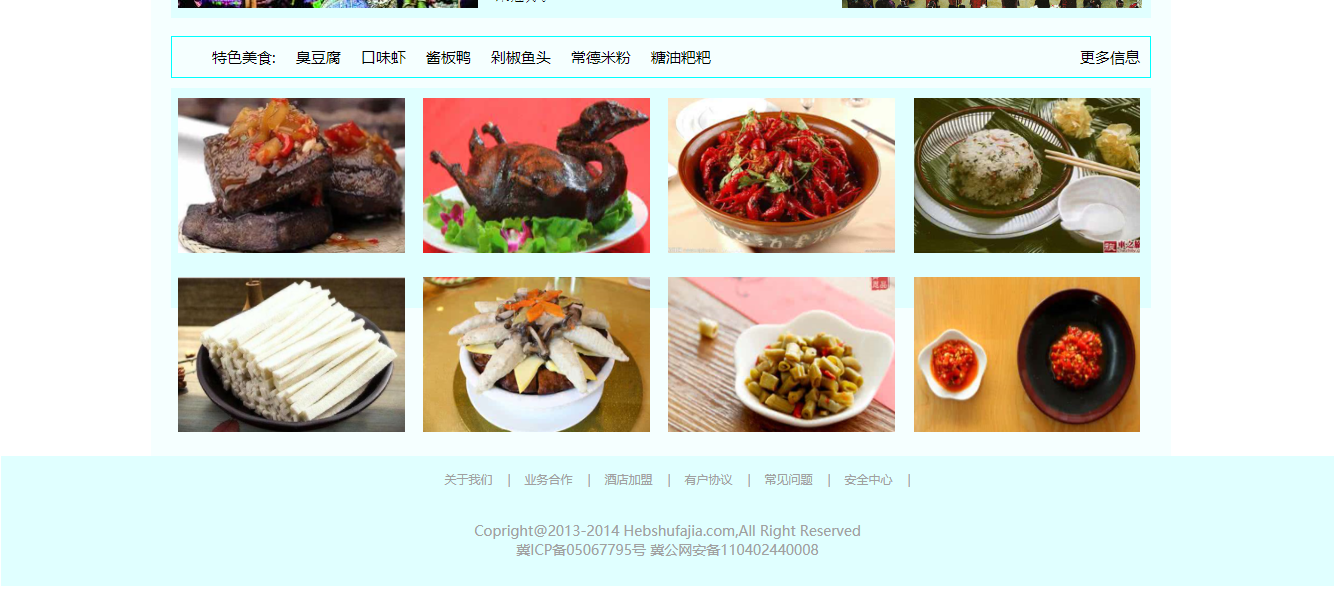 特色美食: 臭豆腐 口味虾 酱板鸭 剁椒鱼头 常德米粉 糖油粑粑 更多信息
关于我们 | 业务合作 | 酒店加盟 | 有户协议 | 常见问题 | 安全中心 |
Copright@2013-2014 Hebshufajia.com,All Right Reserved
冀ICP备05067795号 冀公网安备110402440008